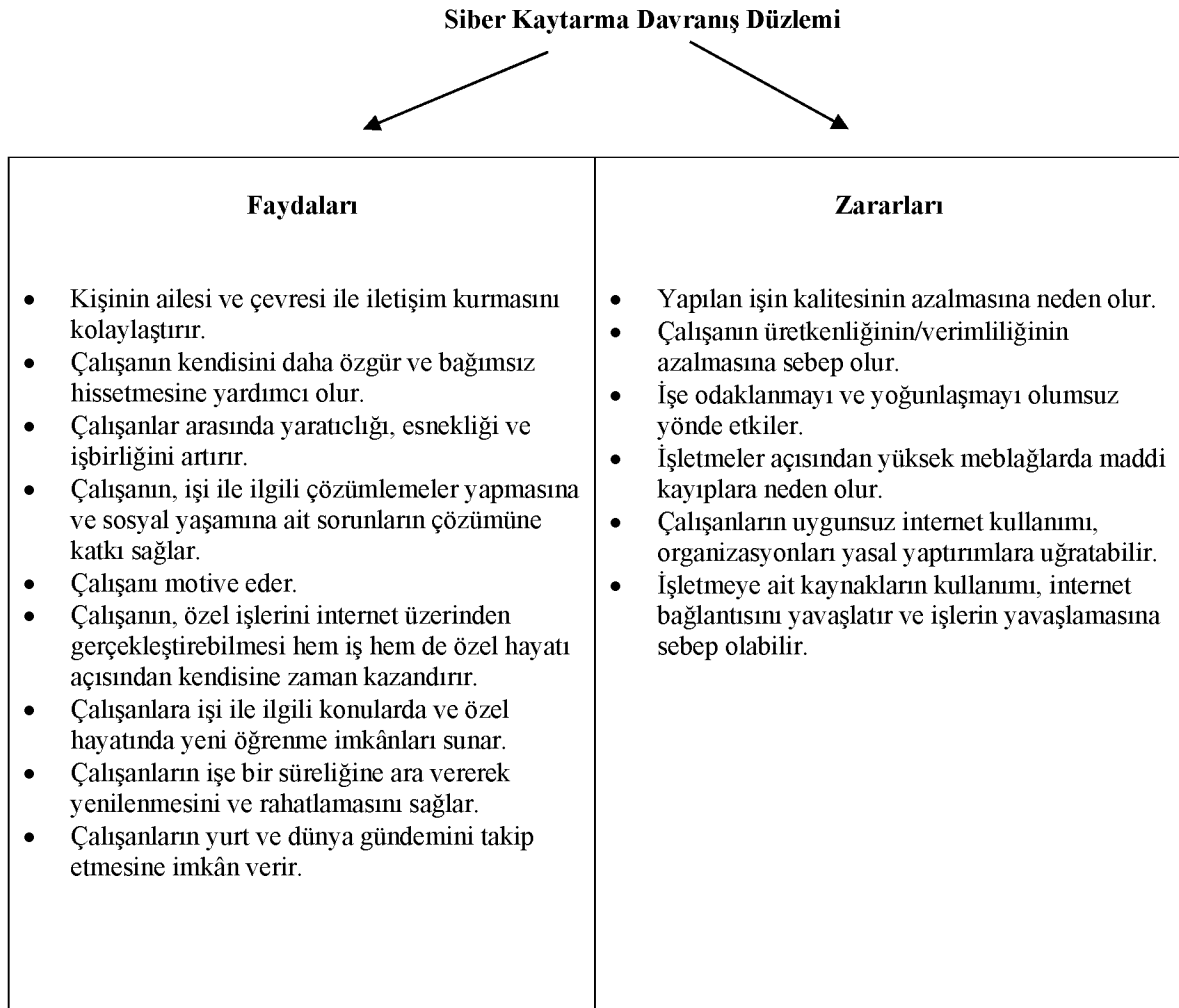 Siber Kaytarma Davranış Düzlemi
Faydaları
• Kişinin ailesi ve çevresi ile iletişim kurmasını
kolaylaştırır.
• Çalışanın kendisini daha özgür ve bağımsız
hissetmesine yardımcı olur.
• Çalışanlar arasında yaratıclığı, esnekliği ve
işbirliğini artırır.
• Çalışanın, işi ile ilgili çözümlemeler yapmasına
ve sosyal yaşamına ait sorunların çözümüne
katkı sağlar.
• Çalışanı motive eder.
• Çalışanın, özel işlerini internet üzerinden
gerçekleştirebilmesi hem iş hem de özel hayatı
açısından kendisine zaman kazandırır.
• Çalışanlara işi ile ilgili konularda ve özel
hayatında yeni öğrenme imkânları sunar.
• Çalışanların işe bir süreliğine ara vererek
yenilenmesini ve rahatlamasını sağlar.
• Çalışanların yurt ve dünya gündemini takip
etmesine imkân verir.
Zararları
• Yapılan işin kalitesinin azalmasına neden olur.
• Çalışanın üretkenliğinin/verimliliğinin
azalmasına sebep olur.
• İşe odaklanmayı ve yoğunlaşmayı olumsuz
yönde etkiler.
• İşletmeler açısından yüksek meblağlarda maddi
kayıplara neden olur.
• Çalışanların uygunsuz internet kullanımı,
organizasyonları yasal yaptırımlara uğratabilir.
• İşletmeye ait kaynakların kullanımı, internet
bağlantısını yavaşlatır ve işlerin yavaşlamasına
sebep olabilir.